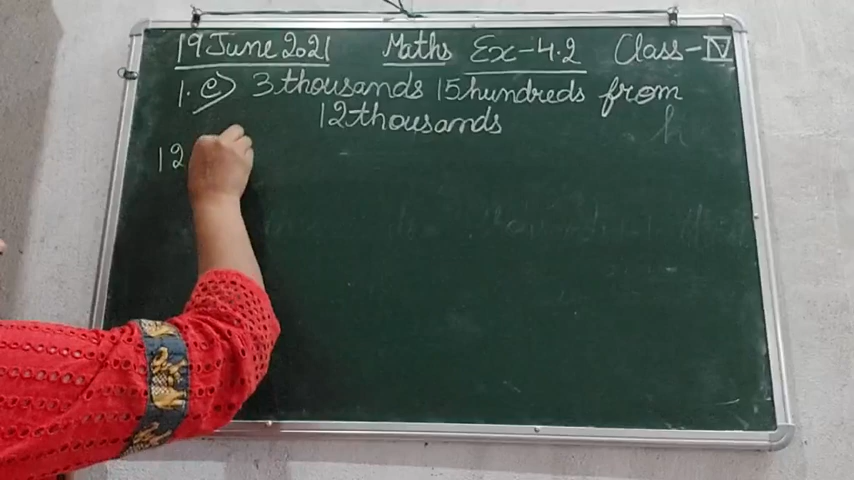 19 June 2021 Maths Ex-4.2 Class-IV
1. e) 3 thousands 15 hundreds from
12 thousands
12